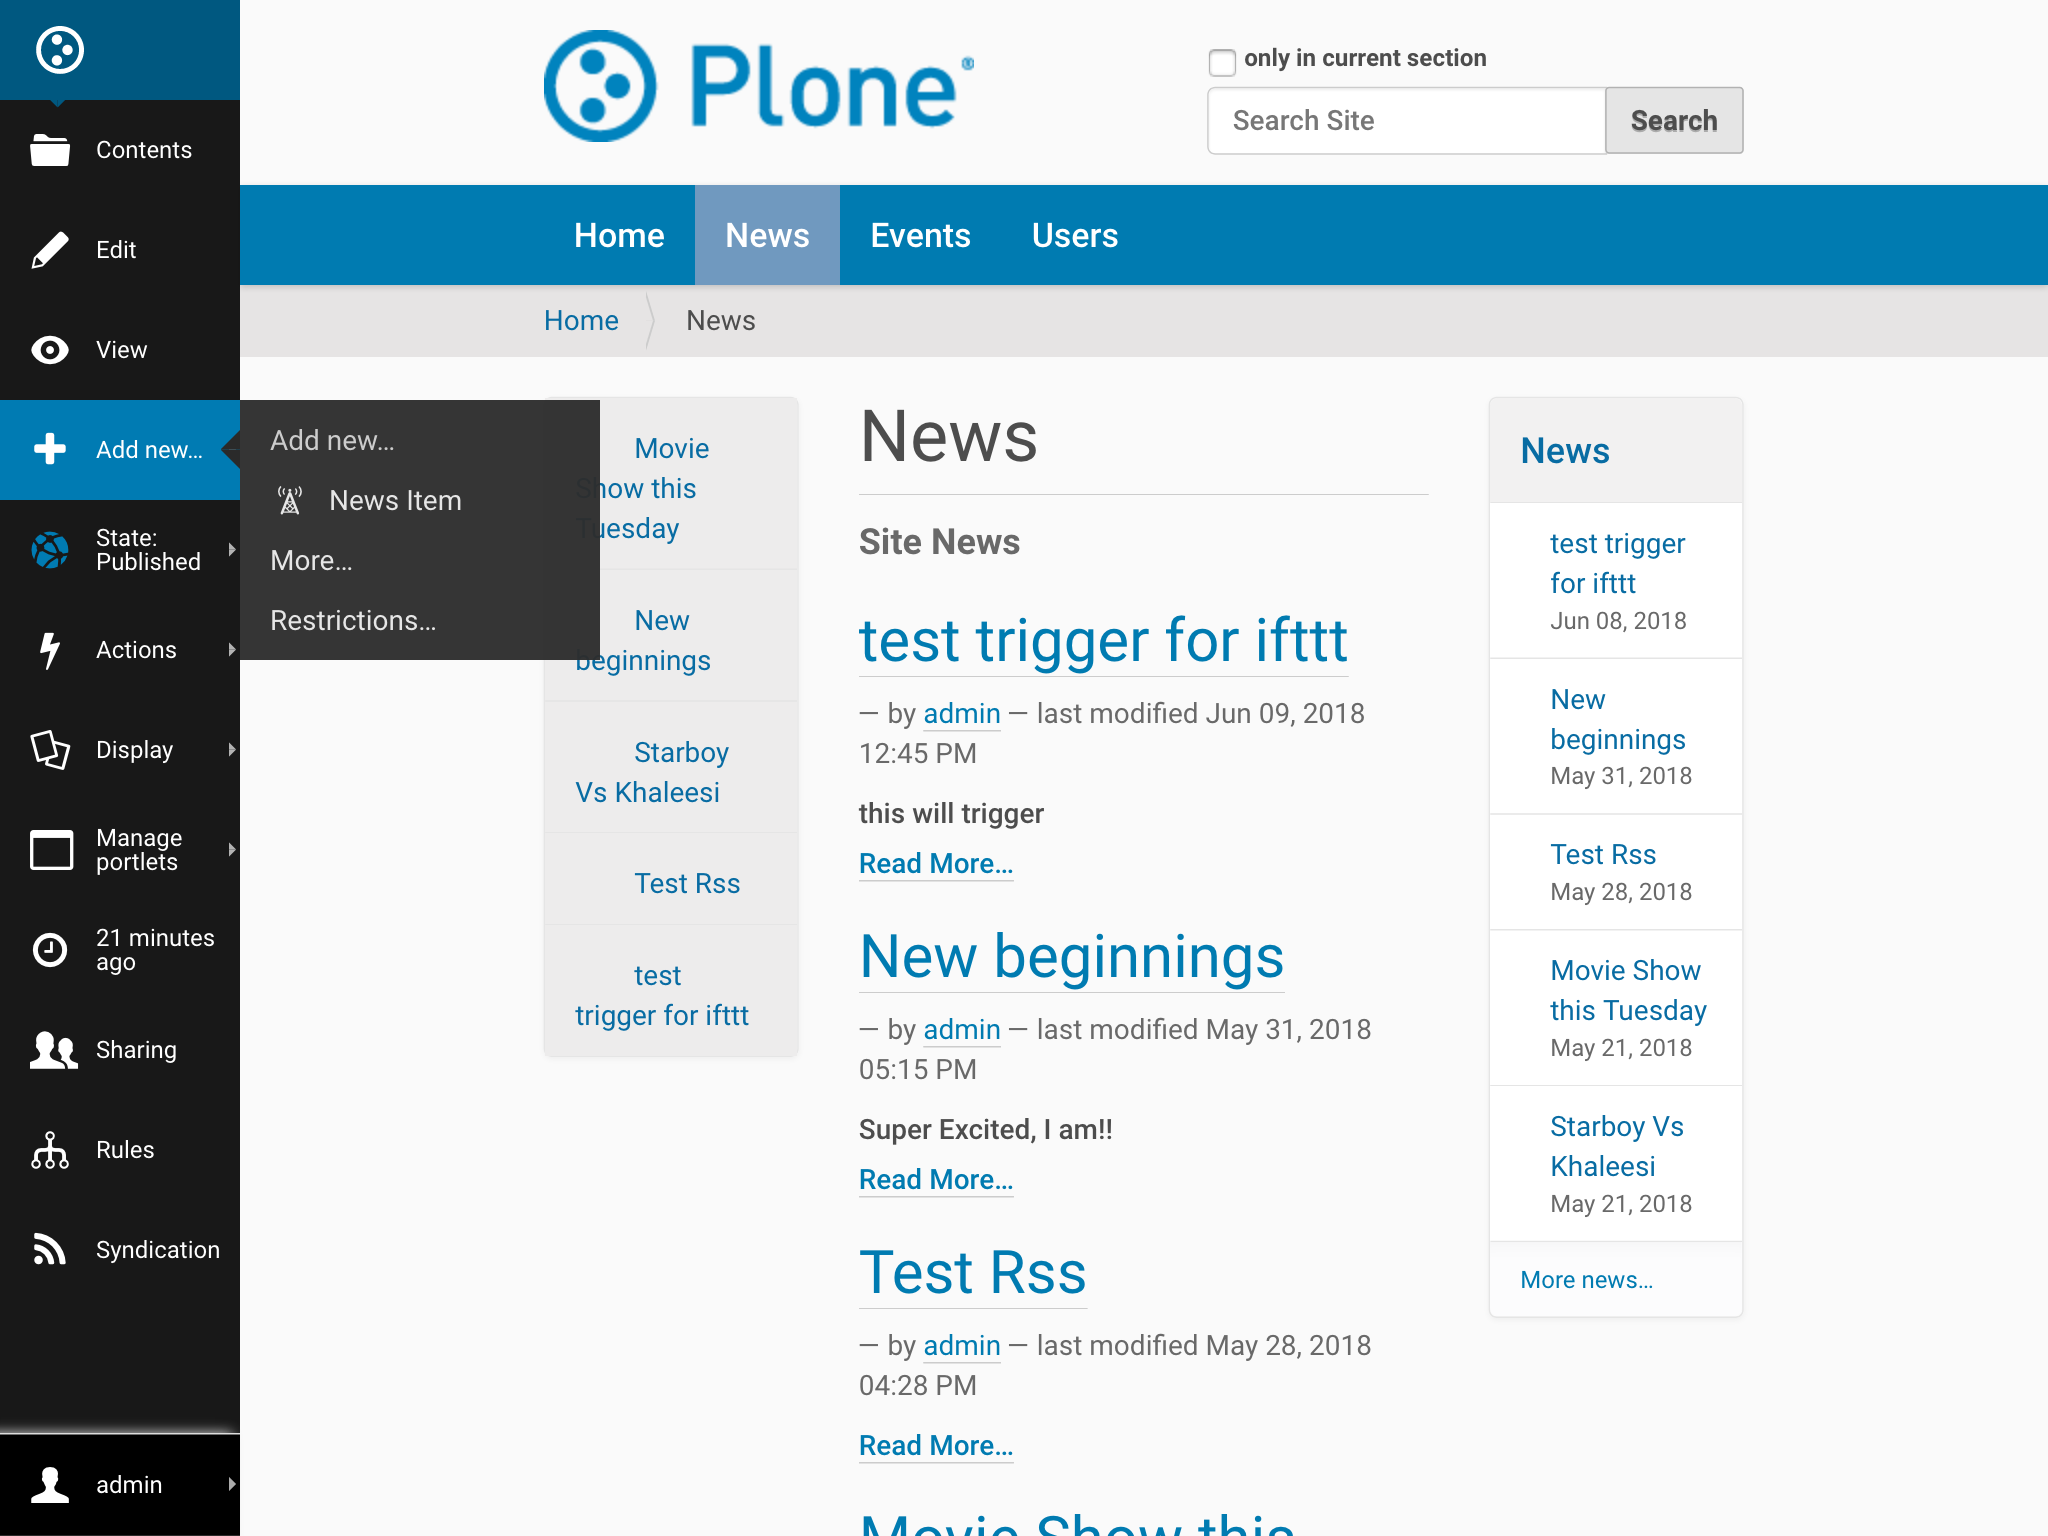 Contents
Edit
View
Add new...
State:
Published
Actions
Display
Manage
portlets
21 minutes
ago
Sharing
Rules
Syndication
admin
Add new...
News Item
More...
Restrictions...
Plone®
only in current section
Search Site
Search
Home
News
Events
Users
Home
News
Movie
Show this
Tuesday
New
beginnings
Starboy
Vs Khaleesi
Test Rss
test
trigger for ifttt
News
Site News
test trigger for ifttt
— by admin — last modified Jun 09, 2018
12:45 PM
this will trigger
Read More...
New beginnings
— by admin — last modified May 31, 2018
05:15 PM
Super Excited, I am!!
Read More...
Test Rss
— by admin — last modified May 28, 2018
04:28 PM
Read More...
Movie Show this
News
test trigger
for ifttt
Jun 08, 2018
New
beginnings
May 31, 2018
Test Rss
May 28, 2018
Movie Show
this Tuesday
May 21, 2018
Starboy Vs
Khaleesi
May 21, 2018
More news...